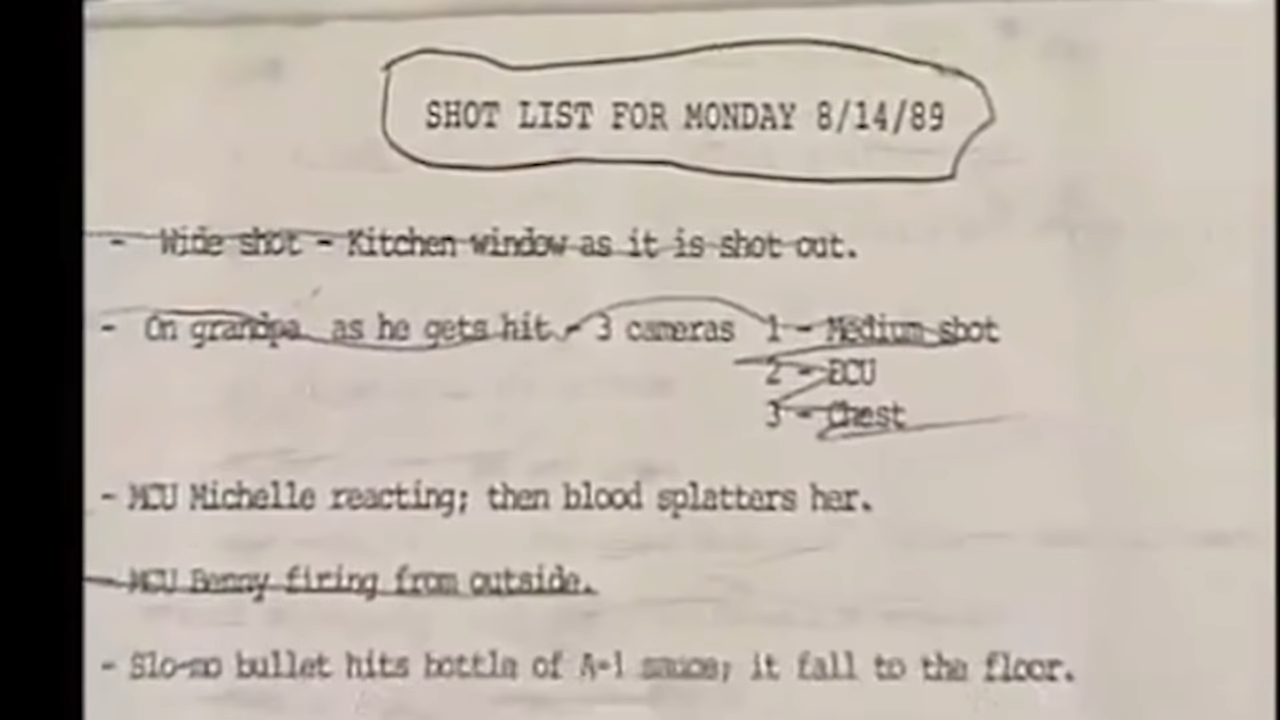 SHOT LIST FOR MONDAY 8/14/89
- Wide shot - Kitchen window as it is shot out.
- On grandpa as he gets hit - 3 cameras 1 - Medium shot
2 - ECU
3 - Chest
- MCU Michelle reacting; then blood splatters her.
- MCU Benny firing from outside.
- Slo-mo bullet hits bottle of A-1 sauce; it fall to the floor.